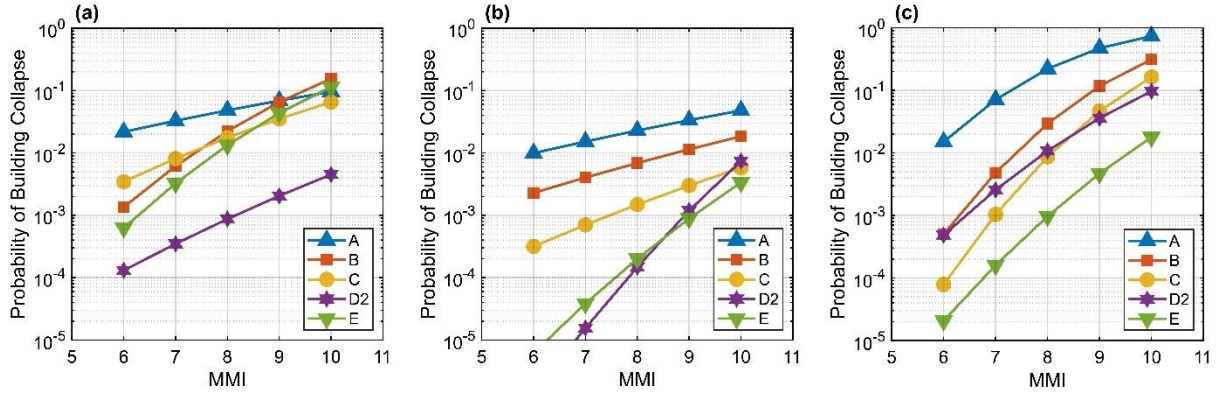 (a)
Probability of Building Collapse
10^0
10^-1
10^-2
10^-3
10^-4
10^-5
5 6 7 8 9 10 11
MMI
A
B
C
D2
E
(b)
Probability of Building Collapse
10^0
10^-1
10^-2
10^-3
10^-4
10^-5
5 6 7 8 9 10 11
MMI
A
B
C
D2
E
(c)
Probability of Building Collapse
10^0
10^-1
10^-2
10^-3
10^-4
10^-5
5 6 7 8 9 10 11
MMI
A
B
C
D2
E